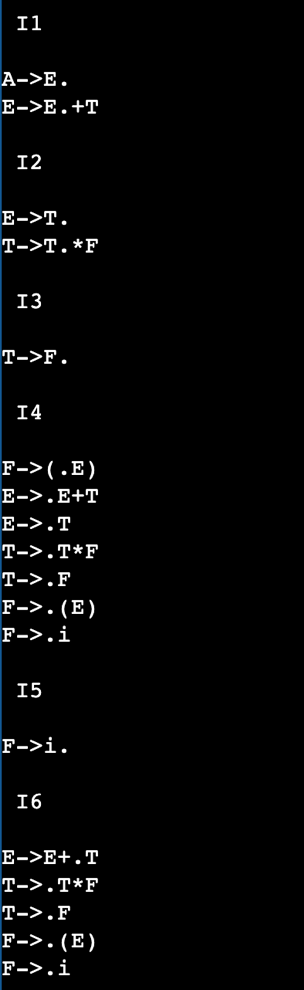 I1
A->E.
E->E.+T
I2
E->T.
T->T.*F
I3
T->F.
I4
F->(.E)
E->.E+T
E->.T
T->.T*F
T->.F
F->.(E)
F->.i
I5
F->i.
I6
E->E+.T
T->.T*F
T->.F
F->.(E)
F->.i